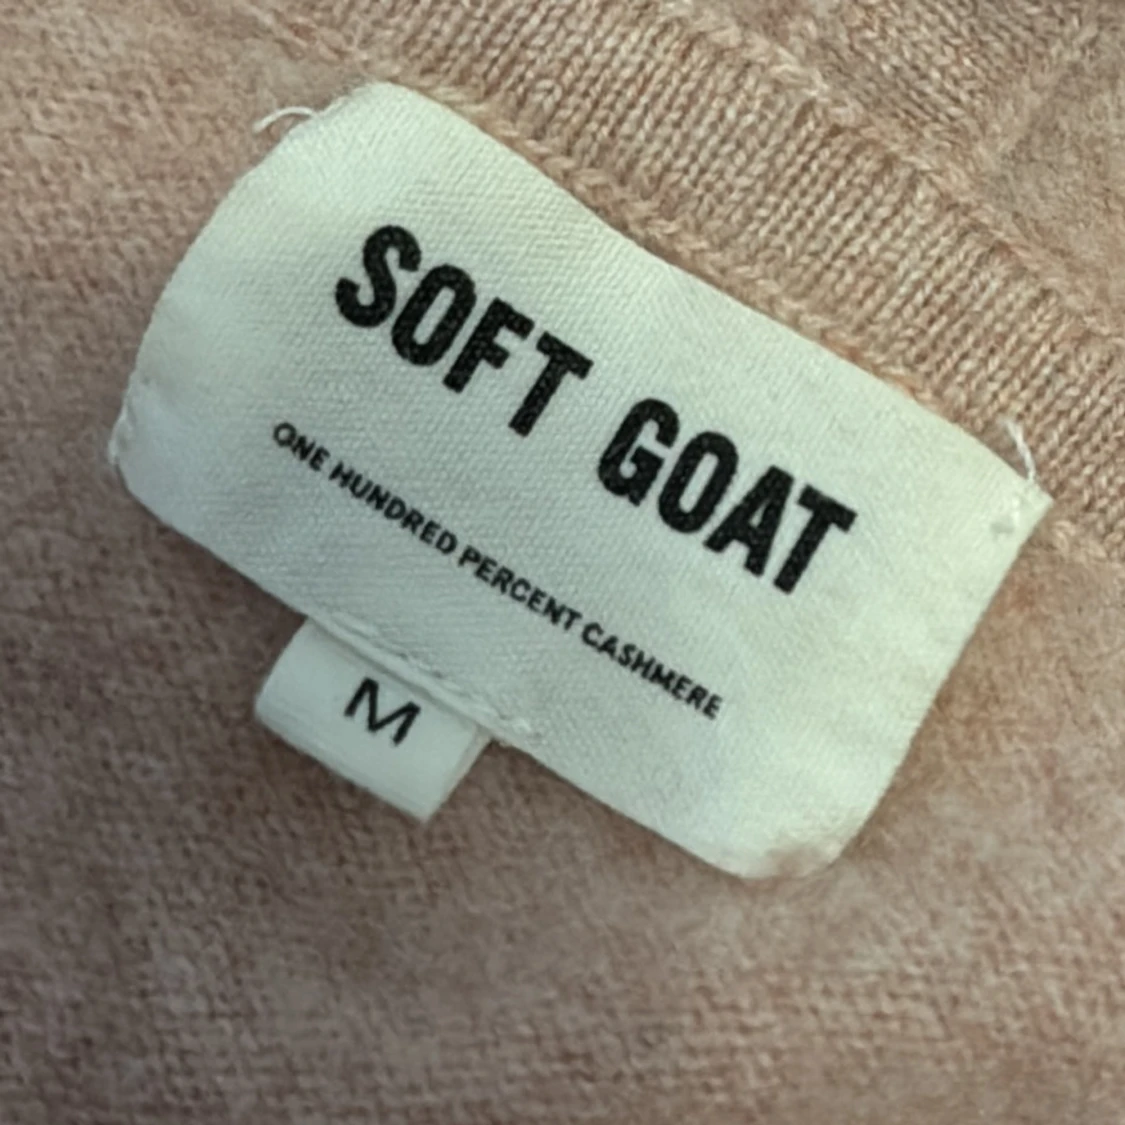 SOFT GOAT
ONE HUNDRED PERCENT CASHMERE
M